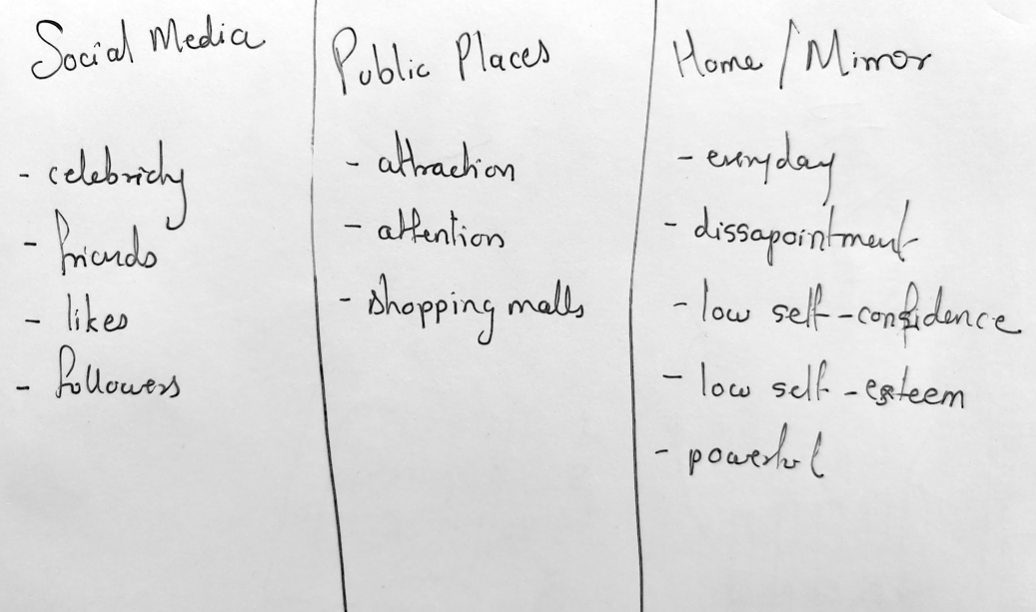 Social Media
- celebrity
- friends
- likes
- followers
Public Places
- attraction
- attention
- shopping malls
Home / Mirror
- everyday
- dissapointment
- low self-confidence
- low self-esteem
- powerful